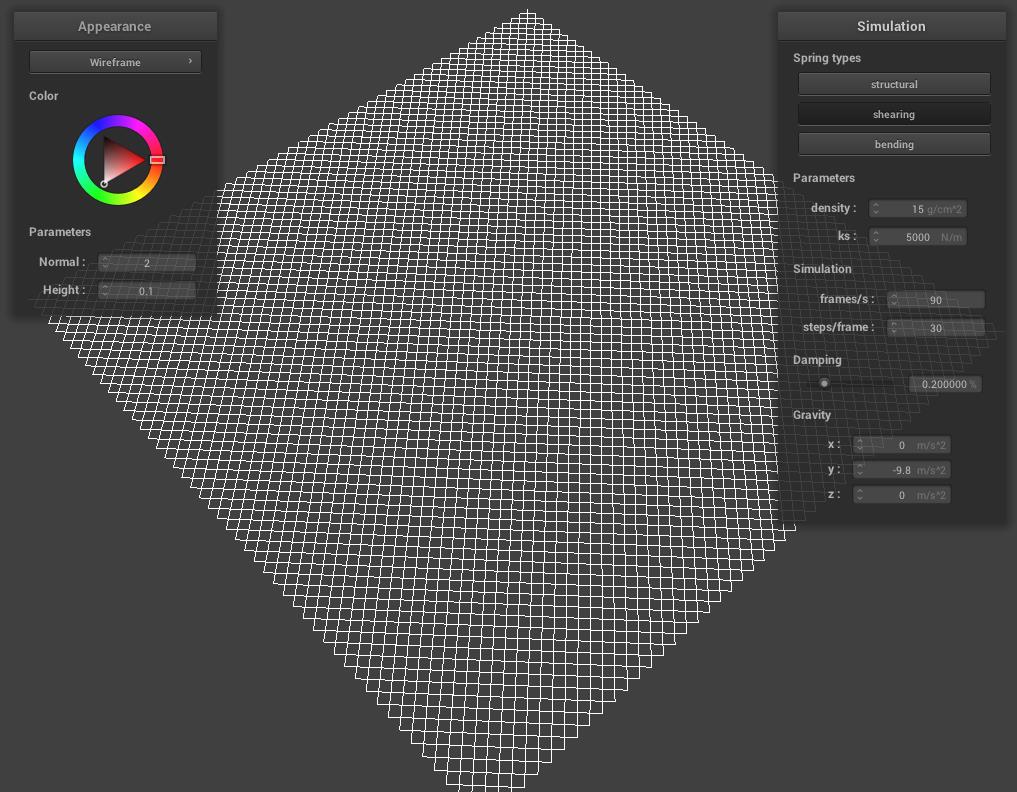 Appearance
Wireframe
Color
Parameters
Normal : 2
Height : 0.1
Simulation
Spring types
structural
shearing
bending
Parameters
density : 15 g/cm^2
ks : 5000 N/m
Simulation
frames/s : 90
steps/frame : 30
Damping
0.200000 %
Gravity
x : 0 m/s^2
y : -9.8 m/s^2
z : 0 m/s^2